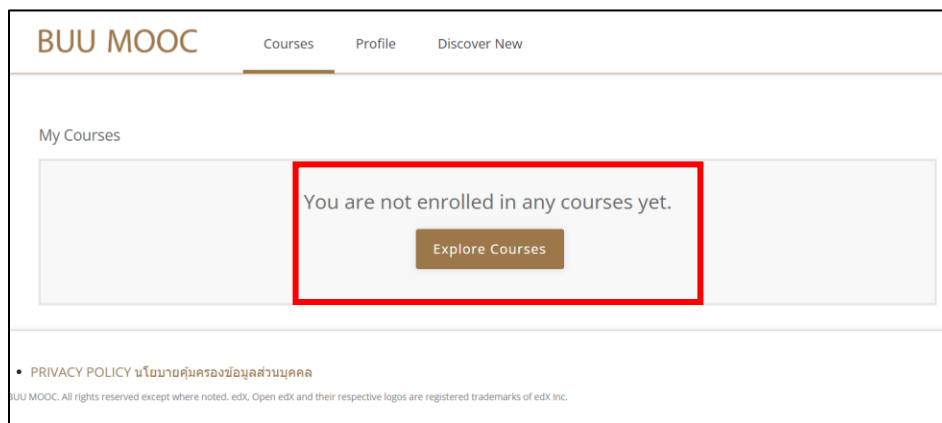 BUU MOOC Courses Profile Discover New
My Courses
You are not enrolled in any courses yet.
Explore Courses
• PRIVACY POLICY นโยบายคุ้มครองข้อมูลส่วนบุคคล
BUU MOOC. All rights reserved except where noted. edX, Open edX and their respective logos are registered trademarks of edX Inc.